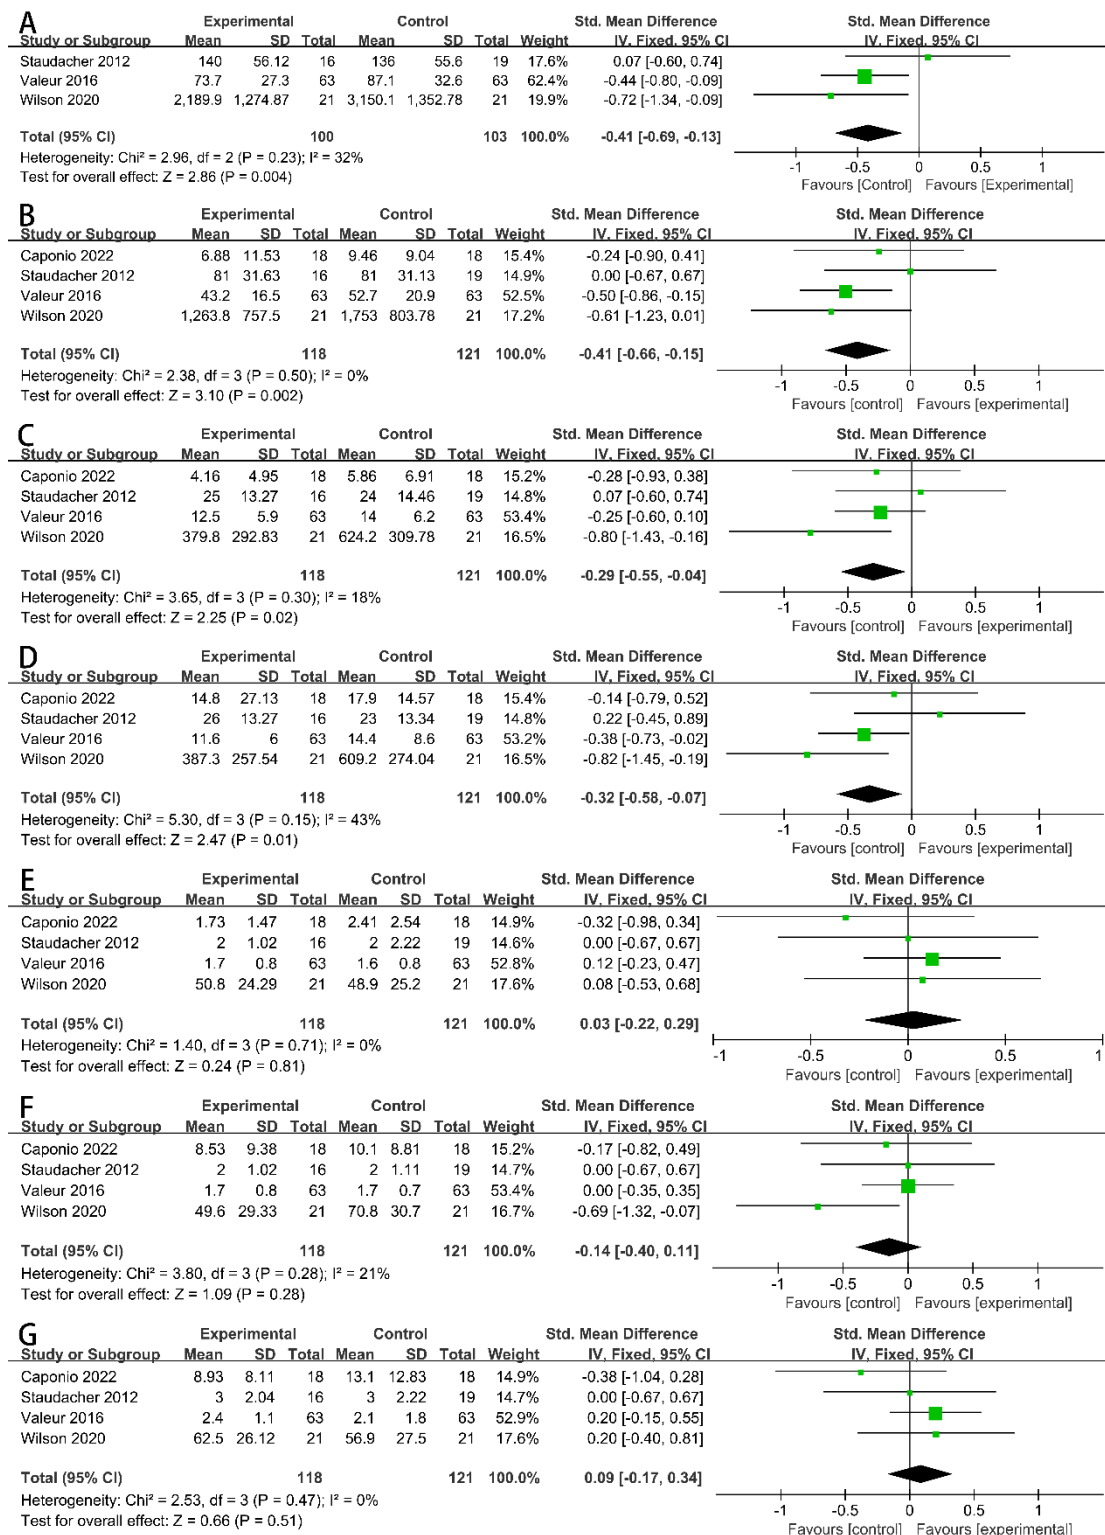 A
Experimental Control Std. Mean Difference Std. Mean Difference
Study or Subgroup Mean SD Total Mean SD Total Weight IV, Fixed, 95% CI IV, Fixed, 95% CI
Staudacher 2012 140 56.12 16 136 55.6 19 17.6% 0.07 [-0.60, 0.74]
Valeur 2016 73.7 27.3 63 87.1 32.6 63 62.4% -0.44 [-0.80, -0.09]
Wilson 2020 2,189.9 1,274.87 21 3,150.1 1,352.78 21 19.9% -0.72 [-1.34, -0.09]
Total (95% CI) 100 103 100.0% -0.41 [-0.69, -0.13]
Heterogeneity: Chi² = 2.96, df = 2 (P = 0.23); I² = 32%
Test for overall effect: Z = 2.86 (P = 0.004)
-1 -0.5 0 0.5 1
Favours [Control] Favours [Experimental]
B
Experimental Control Std. Mean Difference Std. Mean Difference
Study or Subgroup Mean SD Total Mean SD Total Weight IV, Fixed, 95% CI IV, Fixed, 95% CI
Caponio 2022 6.88 11.53 18 9.46 9.04 18 15.4% -0.24 [-0.90, 0.41]
Staudacher 2012 81 31.63 16 81 31.13 19 14.9% 0.00 [-0.67, 0.67]
Valeur 2016 43.2 16.5 63 52.7 20.9 63 52.5% -0.50 [-0.86, -0.15]
Wilson 2020 1,263.8 757.5 21 1,753 803.78 21 17.2% -0.61 [-1.23, 0.01]
Total (95% CI) 118 121 100.0% -0.41 [-0.66, -0.15]
Heterogeneity: Chi² = 2.38, df = 3 (P = 0.50); I² = 0%
Test for overall effect: Z = 3.10 (P = 0.002)
-1 -0.5 0 0.5 1
Favours [control] Favours [experimental]
C
Experimental Control Std. Mean Difference Std. Mean Difference
Study or Subgroup Mean SD Total Mean SD Total Weight IV, Fixed, 95% CI IV, Fixed, 95% CI
Caponio 2022 4.16 4.95 18 5.86 6.91 18 15.2% -0.28 [-0.93, 0.38]
Staudacher 2012 25 13.27 16 24 14.46 19 14.8% 0.07 [-0.60, 0.74]
Valeur 2016 12.5 5.9 63 14 6.2 63 53.4% -0.25 [-0.60, 0.10]
Wilson 2020 379.8 292.83 21 624.2 309.78 21 16.5% -0.80 [-1.43, -0.16]
Total (95% CI) 118 121 100.0% -0.29 [-0.55, -0.04]
Heterogeneity: Chi² = 3.65, df = 3 (P = 0.30); I² = 18%
Test for overall effect: Z = 2.25 (P = 0.02)
-1 -0.5 0 0.5 1
Favours [control] Favours [experimental]
D
Experimental Control Std. Mean Difference Std. Mean Difference
Study or Subgroup Mean SD Total Mean SD Total Weight IV, Fixed, 95% CI IV, Fixed, 95% CI
Caponio 2022 14.8 27.13 18 17.9 14.57 18 15.4% -0.14 [-0.79, 0.52]
Staudacher 2012 26 13.27 16 23 13.34 19 14.8% 0.22 [-0.45, 0.89]
Valeur 2016 11.6 6 63 14.4 8.6 63 53.2% -0.38 [-0.73, -0.02]
Wilson 2020 387.3 257.54 21 609.2 274.04 21 16.5% -0.82 [-1.45, -0.19]
Total (95% CI) 118 121 100.0% -0.32 [-0.58, -0.07]
Heterogeneity: Chi² = 5.30, df = 3 (P = 0.15); I² = 43%
Test for overall effect: Z = 2.47 (P = 0.01)
-1 -0.5 0 0.5 1
Favours [control] Favours [experimental]
E
Experimental Control Std. Mean Difference Std. Mean Difference
Study or Subgroup Mean SD Total Mean SD Total Weight IV, Fixed, 95% CI IV, Fixed, 95% CI
Caponio 2022 1.73 1.47 18 2.41 2.54 18 14.9% -0.32 [-0.98, 0.34]
Staudacher 2012 2 1.02 16 2 2.22 19 14.6% 0.00 [-0.67, 0.67]
Valeur 2016 1.7 0.8 63 1.6 0.8 63 52.8% 0.12 [-0.23, 0.47]
Wilson 2020 50.8 24.29 21 48.9 25.2 21 17.6% 0.08 [-0.53, 0.68]
Total (95% CI) 118 121 100.0% 0.03 [-0.22, 0.29]
Heterogeneity: Chi² = 1.40, df = 3 (P = 0.71); I² = 0%
Test for overall effect: Z = 0.24 (P = 0.81)
-1 -0.5 0 0.5 1
Favours [control] Favours [experimental]
F
Experimental Control Std. Mean Difference Std. Mean Difference
Study or Subgroup Mean SD Total Mean SD Total Weight IV, Fixed, 95% CI IV, Fixed, 95% CI
Caponio 2022 8.53 9.38 18 10.1 8.81 18 15.2% -0.17 [-0.82, 0.49]
Staudacher 2012 2 1.02 16 2 1.11 19 14.7% 0.00 [-0.67, 0.67]
Valeur 2016 1.7 0.8 63 1.7 0.7 63 53.4% 0.00 [-0.35, 0.35]
Wilson 2020 49.6 29.33 21 70.8 30.7 21 16.7% -0.69 [-1.32, -0.07]
Total (95% CI) 118 121 100.0% -0.14 [-0.40, 0.11]
Heterogeneity: Chi² = 3.80, df = 3 (P = 0.28); I² = 21%
Test for overall effect: Z = 1.09 (P = 0.28)
-1 -0.5 0 0.5 1
Favours [control] Favours [experimental]
G
Experimental Control Std. Mean Difference Std. Mean Difference
Study or Subgroup Mean SD Total Mean SD Total Weight IV, Fixed, 95% CI IV, Fixed, 95% CI
Caponio 2022 8.93 8.11 18 13.1 12.83 18 14.9% -0.38 [-1.04, 0.28]
Staudacher 2012 3 2.04 16 3 2.22 19 14.7% 0.00 [-0.67, 0.67]
Valeur 2016 2.4 1.1 63 2.1 1.8 63 52.9% 0.20 [-0.15, 0.55]
Wilson 2020 62.5 26.12 21 56.9 27.5 21 17.6% 0.20 [-0.40, 0.81]
Total (95% CI) 118 121 100.0% 0.09 [-0.17, 0.34]
Heterogeneity: Chi² = 2.53, df = 3 (P = 0.47); I² = 0%
Test for overall effect: Z = 0.66 (P = 0.51)
-1 -0.5 0 0.5 1
Favours [control] Favours [experimental]